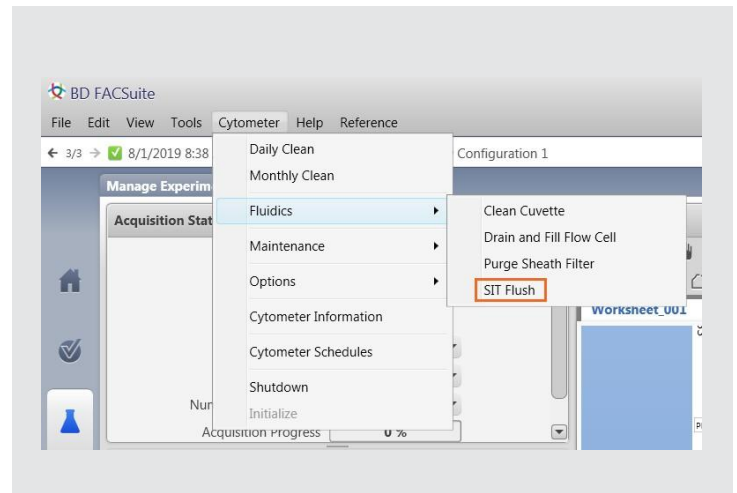 BD FACSuite
File Edit View Tools Cytometer Help Reference
3/3 8/1/2019 8:38
Configuration 1
Manage Experim
Acquisition Stat
Daily Clean
Monthly Clean
Fluidics
Maintenance
Options
Cytometer Information
Cytometer Schedules
Shutdown
Initialize
Clean Cuvette
Drain and Fill Flow Cell
Purge Sheath Filter
SIT Flush
Worksheet_001
Acquisition Progress 0 %